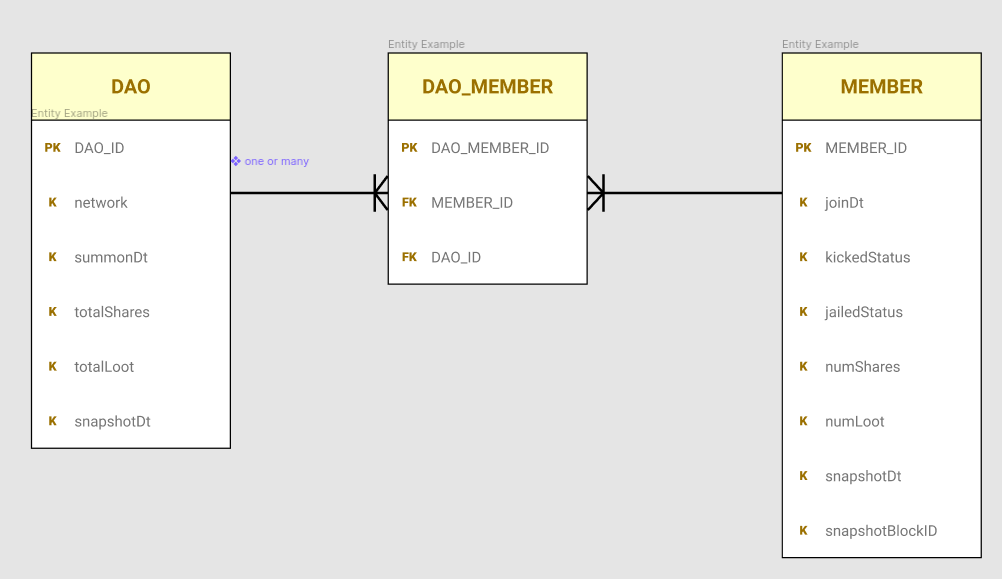 DAO
Entity Example
PK DAO_ID
K network
K summonDt
K totalShares
K totalLoot
K snapshotDt
one or many
Entity Example
DAO_MEMBER
PK DAO_MEMBER_ID
FK MEMBER_ID
FK DAO_ID
Entity Example
MEMBER
PK MEMBER_ID
K joinDt
K kickedStatus
K jailedStatus
K numShares
K numLoot
K snapshotDt
K snapshotBlockID